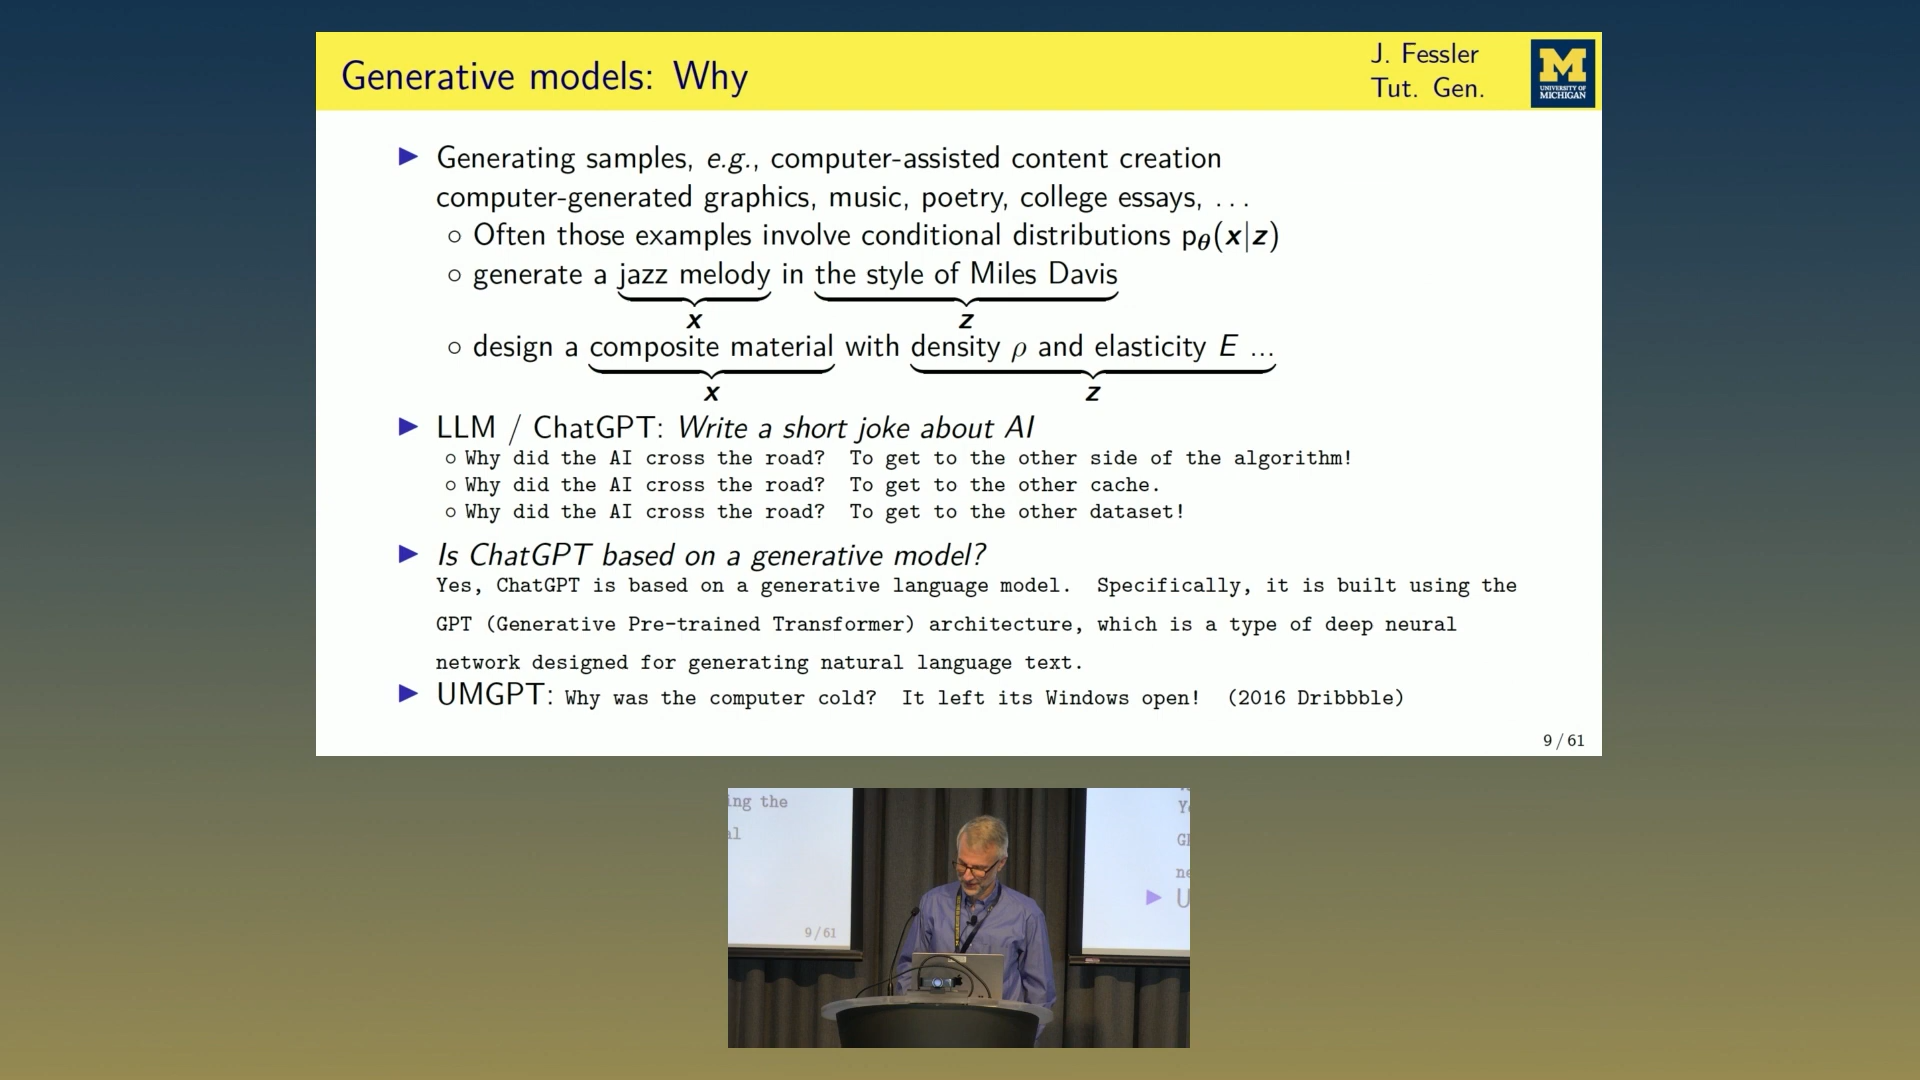 Generative models: Why
J. Fessler
Tut. Gen.
M
UNIVERSITY OF
MICHIGAN
▶ Generating samples, e.g., computer-assisted content creation
computer-generated graphics, music, poetry, college essays, ...
○ Often those examples involve conditional distributions p_θ(x|z)
○ generate a jazz melody in the style of Miles Davis
x z
○ design a composite material with density ρ and elasticity E ...
x z
▶ LLM / ChatGPT: Write a short joke about AI
○ Why did the AI cross the road? To get to the other side of the algorithm!
○ Why did the AI cross the road? To get to the other cache.
○ Why did the AI cross the road? To get to the other dataset!
▶ Is ChatGPT based on a generative model?
Yes, ChatGPT is based on a generative language model. Specifically, it is built using the
GPT (Generative Pre-trained Transformer) architecture, which is a type of deep neural
network designed for generating natural language text.
▶ UMGPT: Why was the computer cold? It left its Windows open! (2016 Dribbble)
9 / 61
ing the
al
9 / 61
Ye
GP
ne
▶ U